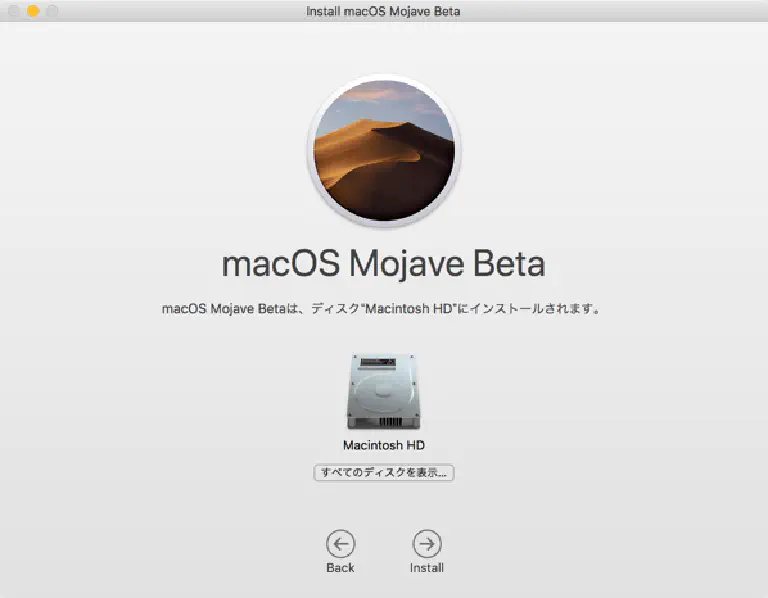 Install macOS Mojave Beta
macOS Mojave Beta
macOS Mojave Betaは、ディスク“Macintosh HD”にインストールされます。
Macintosh HD
すべてのディスクを表示...
Back
Install